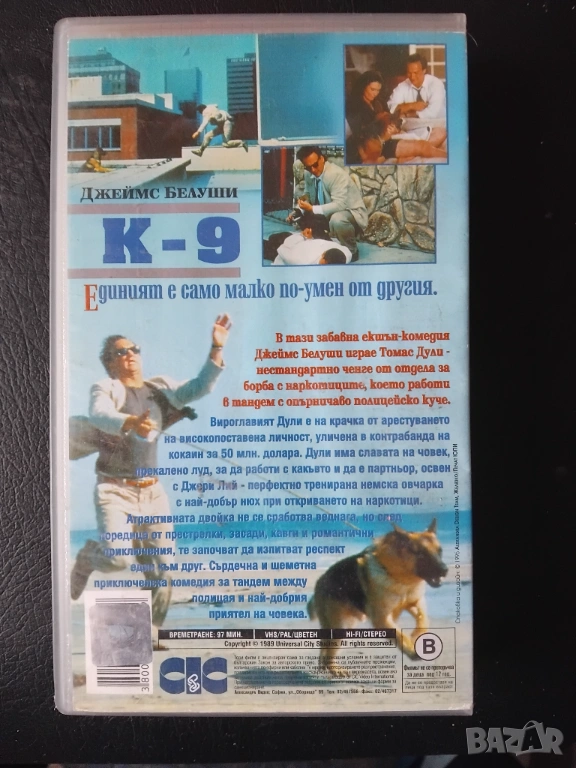 Джеймс Белуши
К-9
Единият е само малко по-умен от другия.
В тази забавна екшън-комедия
Джеймс Белуши играе Томас Дули -
нестандартно ченге от отдела за
борба с наркотиците, което работи
в тандем с опърничаво полицейско куче.
Вироглавият Дули е на крачка от арестуването
на високопоставена личност, уличена в контрабанда на
кокаин за 50 млн. долара. Дули има славата на човек,
прекалено луд, за да работи с какъвто и да е партньор, освен
с Джери Лий - перфектно тренирана немска овчарка
с най-добър нюх при откриването на наркотици.
Атрактивната двойка не се сработва веднага, но след
поредица от престрелки, засади, кавги и романтични
приключения, те започват да изпитват респект
един към друг. Сърдечна и шеметна
приключенска комедия за тандем между
полицая и най-добрия
приятел на човека.
ВРЕМЕТРАЕНЕ: 97 МИН.
VHS/PAL/ЦВЕТЕН
HI-FI/СТЕРЕО
Copyright © 1989 Universal City Studios.
B
BAZAR